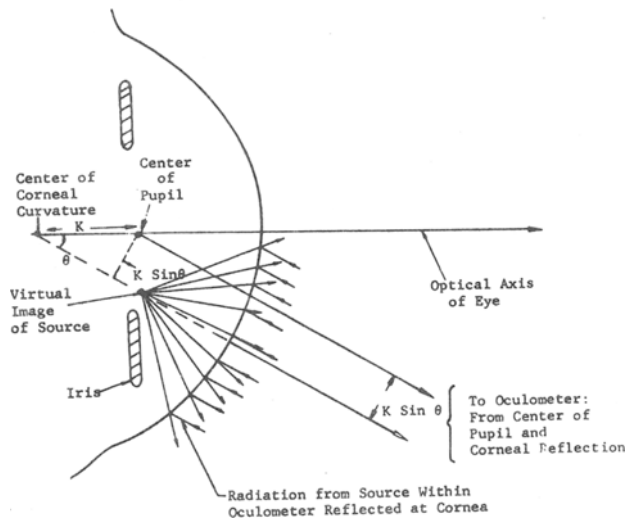 Center of
Corneal
Curvature
Center
of
Pupil
K
θ
K Sinθ
Virtual
Image
of Source
Optical Axis
of Eye
Iris
K Sin θ
To Oculometer:
From Center of
Pupil and
Corneal Reflection
Radiation from Source Within
Oculometer Reflected at Cornea